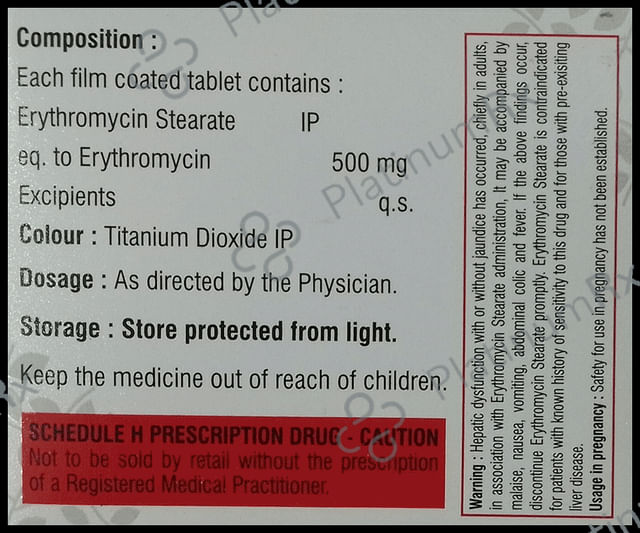 Composition :
Each film coated tablet contains :
Erythromycin Stearate IP
eq. to Erythromycin 500 mg
Excipients q.s.
Colour : Titanium Dioxide IP
Dosage : As directed by the Physician.
Storage : Store protected from light.
Keep the medicine out of reach of children.
SCHEDULE H PRESCRIPTION DRUG - CAUTION
Not to be sold by retail without the prescription
of a Registered Medical Practitioner.
Warning : Hepatic dysfunction with or without jaundice has occurred, chiefly in adults,
in association with Erythromycin Stearate administration, It may be accompanied by
malaise, nausea, vomiting, abdominal colic and fever. If the above findings occur,
discontinue Erythromycin Stearate promptly. Erythromycin Stearate is contraindicated
for patients with known history of sensitivity to this drug and for those with pre-exisiting
liver disease.
Usage in pregnancy : Safety for use in pregnancy has not been established.
PlatinumRx
PlatinumRx